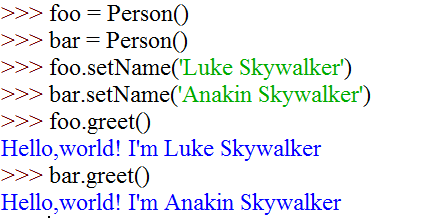 >>> foo = Person()
>>> bar = Person()
>>> foo.setName('Luke Skywalker')
>>> bar.setName('Anakin Skywalker')
>>> foo.greet()
Hello,world! I'm Luke Skywalker
>>> bar.greet()
Hello,world! I'm Anakin Skywalker